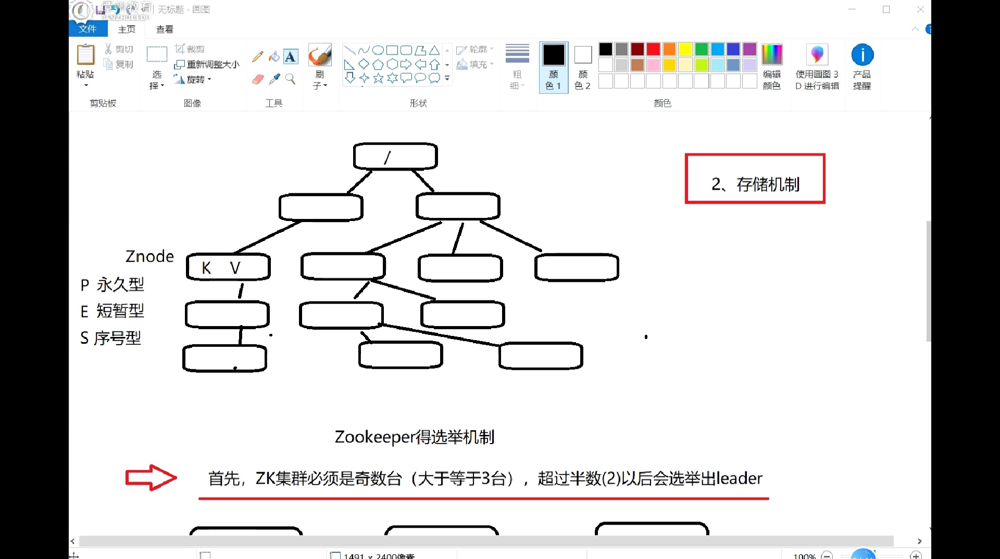 潭州教育
TANZHOUEDU
无标题 - 画图
文件 主页 查看
粘贴
剪切
复制
剪贴板
选择
裁剪
重新调整大小
旋转
图像
A
工具
刷子
形状
轮廓
填充
粗细
颜色 1
颜色 2
颜色
编辑颜色
使用画图 3D 进行编辑
产品提醒
/
2、存储机制
Znode
K V
P 永久型
E 短暂型
S 序号型
Zookeeper得选举机制
首先，ZK集群必须是奇数台（大于等于3台），超过半数(2)以后会选举出leader
1491 × 2400像素
100%